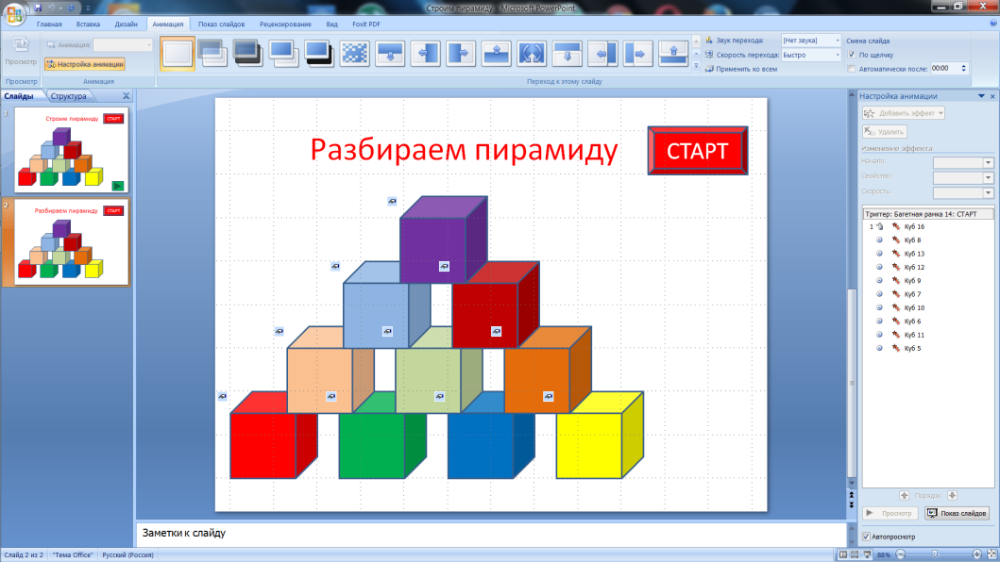 Строим пирамиду - Microsoft PowerPoint
Главная Вставка Дизайн Анимация Показ слайдов Рецензирование Вид Foxit PDF
Просмотр
Анимация:
Настройка анимации
Звук перехода: [Нет звука]
Скорость перехода: Быстро
Применить ко всем
Смена слайда
По щелчку
Автоматически после: 00:00
Просмотр Анимация Переход к этому слайду
Слайды Структура
1
Строим пирамиду СТАРТ
2
Разбираем пирамиду СТАРТ
Разбираем пирамиду
СТАРТ
Заметки к слайду
Настройка анимации
Добавить эффект
Удалить
Изменение эффекта
Начало:
Свойство:
Скорость:
Триггер: Багетная рамка 14: СТАРТ
1 Куб 16
Куб 8
Куб 13
Куб 12
Куб 9
Куб 7
Куб 10
Куб 6
Куб 11
Куб 5
Порядок
Просмотр Показ слайдов
Автопросмотр
Слайд 2 из 2 "Тема Office" Русский (Россия) 88%